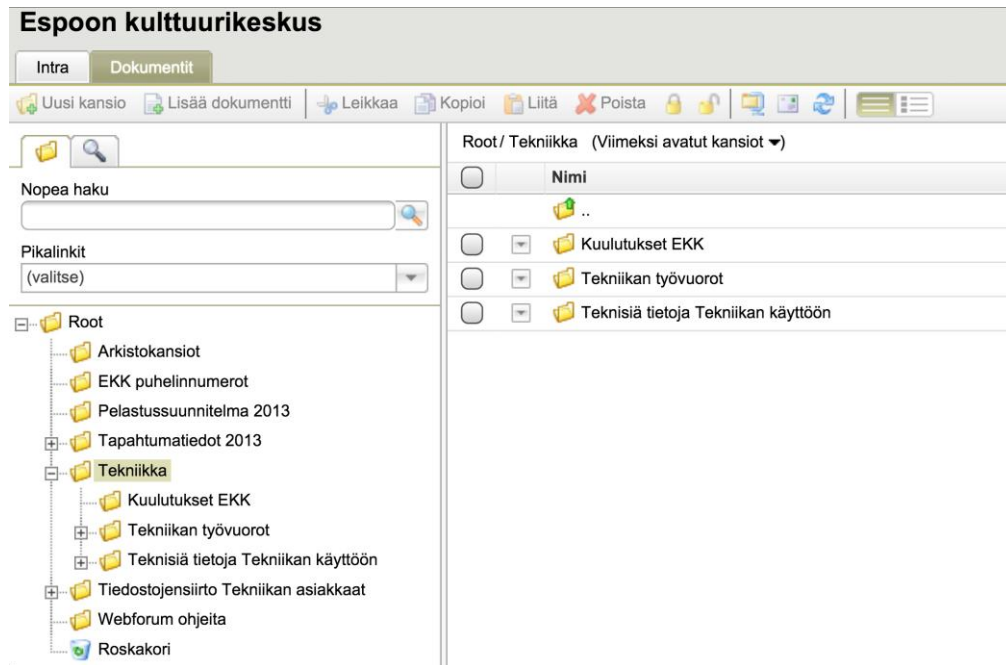 Espoon kulttuurikeskus
Intra Dokumentit
Uusi kansio Lisää dokumentti Leikkaa Kopioi Liitä Poista
Nopea haku
Pikalinkit
(valitse)
Root
Arkistokansiot
EKK puhelinnumerot
Pelastussuunnitelma 2013
Tapahtumatiedot 2013
Tekniikka
Kuulutukset EKK
Tekniikan työvuorot
Teknisiä tietoja Tekniikan käyttöön
Tiedostojensiirto Tekniikan asiakkaat
Webforum ohjeita
Roskakori
Root / Tekniikka (Viimeksi avatut kansiot ▾)
Nimi
..
Kuulutukset EKK
Tekniikan työvuorot
Teknisiä tietoja Tekniikan käyttöön